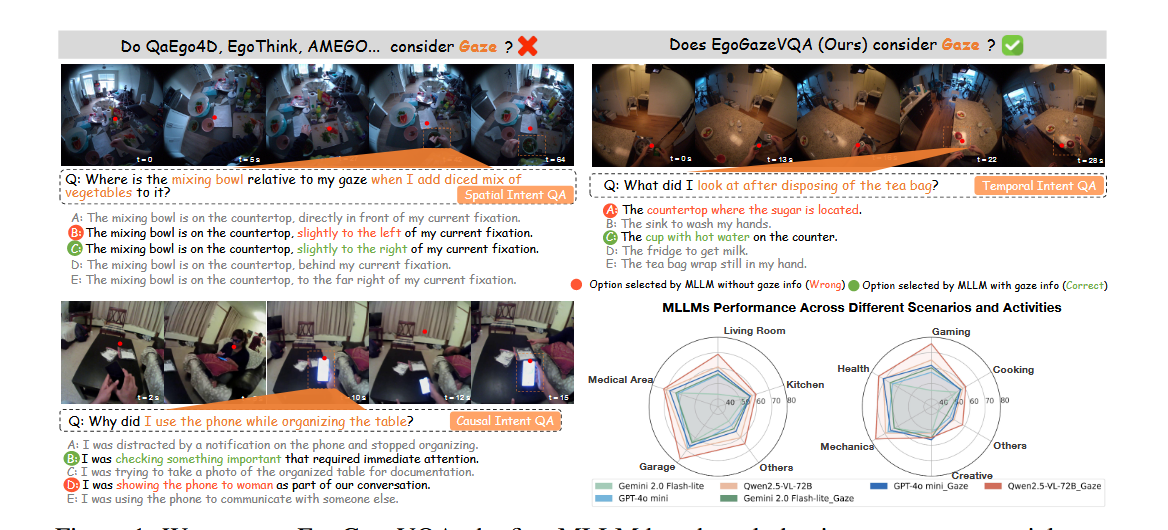 Do QaEgo4D, EgoThink, AMEGO... consider Gaze ?
Does EgoGazeVQA (Ours) consider Gaze ?
t = 0
t = 5 s
t = 64
t = 0 s
t = 13 s
t = 22
t = 28 s
Q: Where is the mixing bowl relative to my gaze when I add diced mix of
vegetables to it?
Spatial Intent QA
A: The mixing bowl is on the countertop, directly in front of my current fixation.
B: The mixing bowl is on the countertop, slightly to the left of my current fixation.
C: The mixing bowl is on the countertop, slightly to the right of my current fixation.
D: The mixing bowl is on the countertop, behind my current fixation.
E: The mixing bowl is on the countertop, to the far right of my current fixation.
Q: What did I look at after disposing of the tea bag?
Temporal Intent QA
A: The countertop where the sugar is located.
B: The sink to wash my hands.
C: The cup with hot water on the counter.
D: The fridge to get milk.
E: The tea bag wrap still in my hand.
Option selected by MLLM without gaze info (Wrong)
Option selected by MLLM with gaze info (Correct)
t=2s
10 s
t = 12 s
t = 15
Q: Why did I use the phone while organizing the table?
Causal Intent QA
A: I was distracted by a notification on the phone and stopped organizing.
B: I was checking something important that required immediate attention.
C: I was trying to take a photo of the organized table for documentation.
D: I was showing the phone to woman as part of our conversation.
E: I was using the phone to communicate with someone else.
MLLMs Performance Across Different Scenarios and Activities
Living Room
Medical Area
Kitchen
40 50 60 70 80
Garage
Others
Gaming
Health
Cooking
40 50 60 70 80
Mechanics
Others
Creative
Gemini 2.0 Flash-lite
GPT-4o mini
Qwen2.5-VL-72B
Gemini 2.0 Flash-lite_Gaze
GPT-4o mini_Gaze
Qwen2.5-VL-72B_Gaze